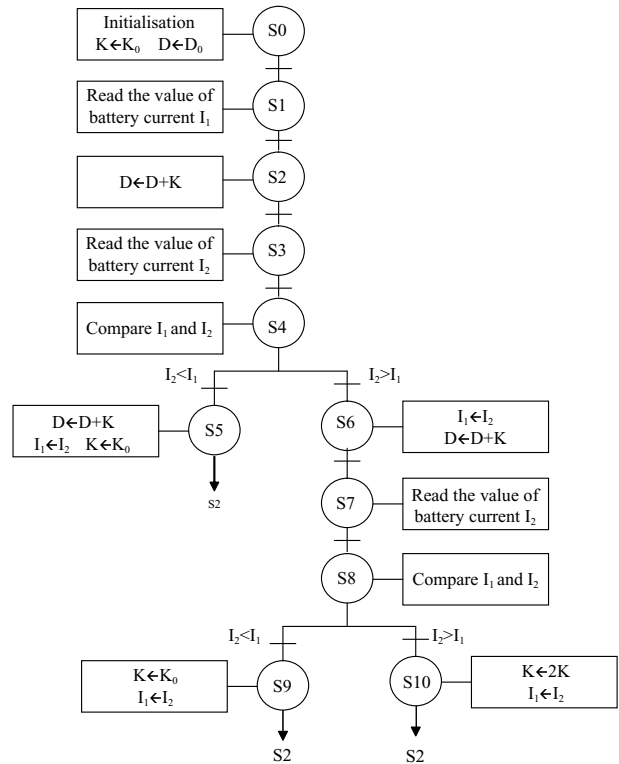 Initialisation
K←K₀ D←D₀
S0
Read the value of
battery current I₁
S1
D←D+K
S2
Read the value of
battery current I₂
S3
Compare I₁ and I₂
S4
I₂<I₁
I₂>I₁
D←D+K
I₁←I₂ K←K₀
S5
S2
S6
I₁←I₂
D←D+K
S7
Read the value of
battery current I₂
S8
Compare I₁ and I₂
I₂<I₁
I₂>I₁
K←K₀
I₁←I₂
S9
S2
S10
K←2K
I₁←I₂
S2